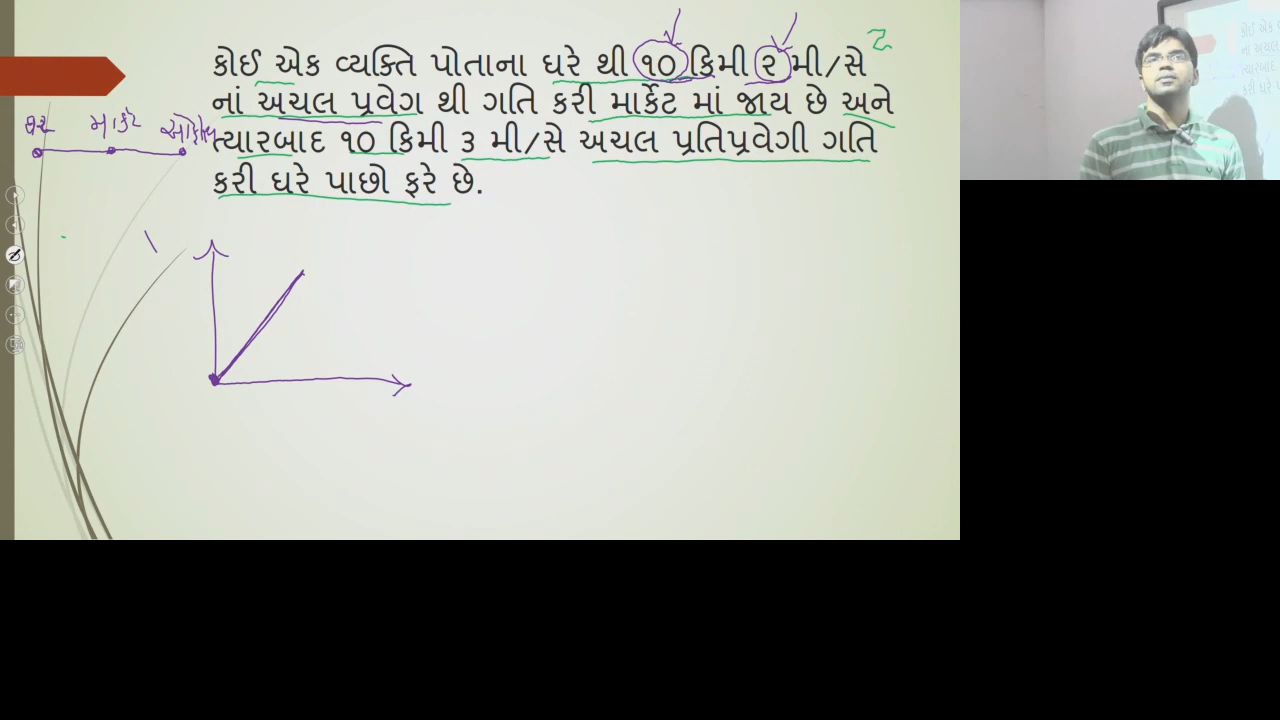 કોઈ એક વ્યક્તિ પોતાના ઘરે થી ૧૦ કિમી ૨ મી/સે
નાં અચલ પ્રવેગ થી ગતિ કરી માર્કેટ માં જાય છે અને
ત્યારબાદ ૧૦ કિમી ૩ મી/સે અચલ પ્રતિપ્રવેગી ગતિ
કરી ઘરે પાછો ફરે છે.
2
ઘર માર્કેટ